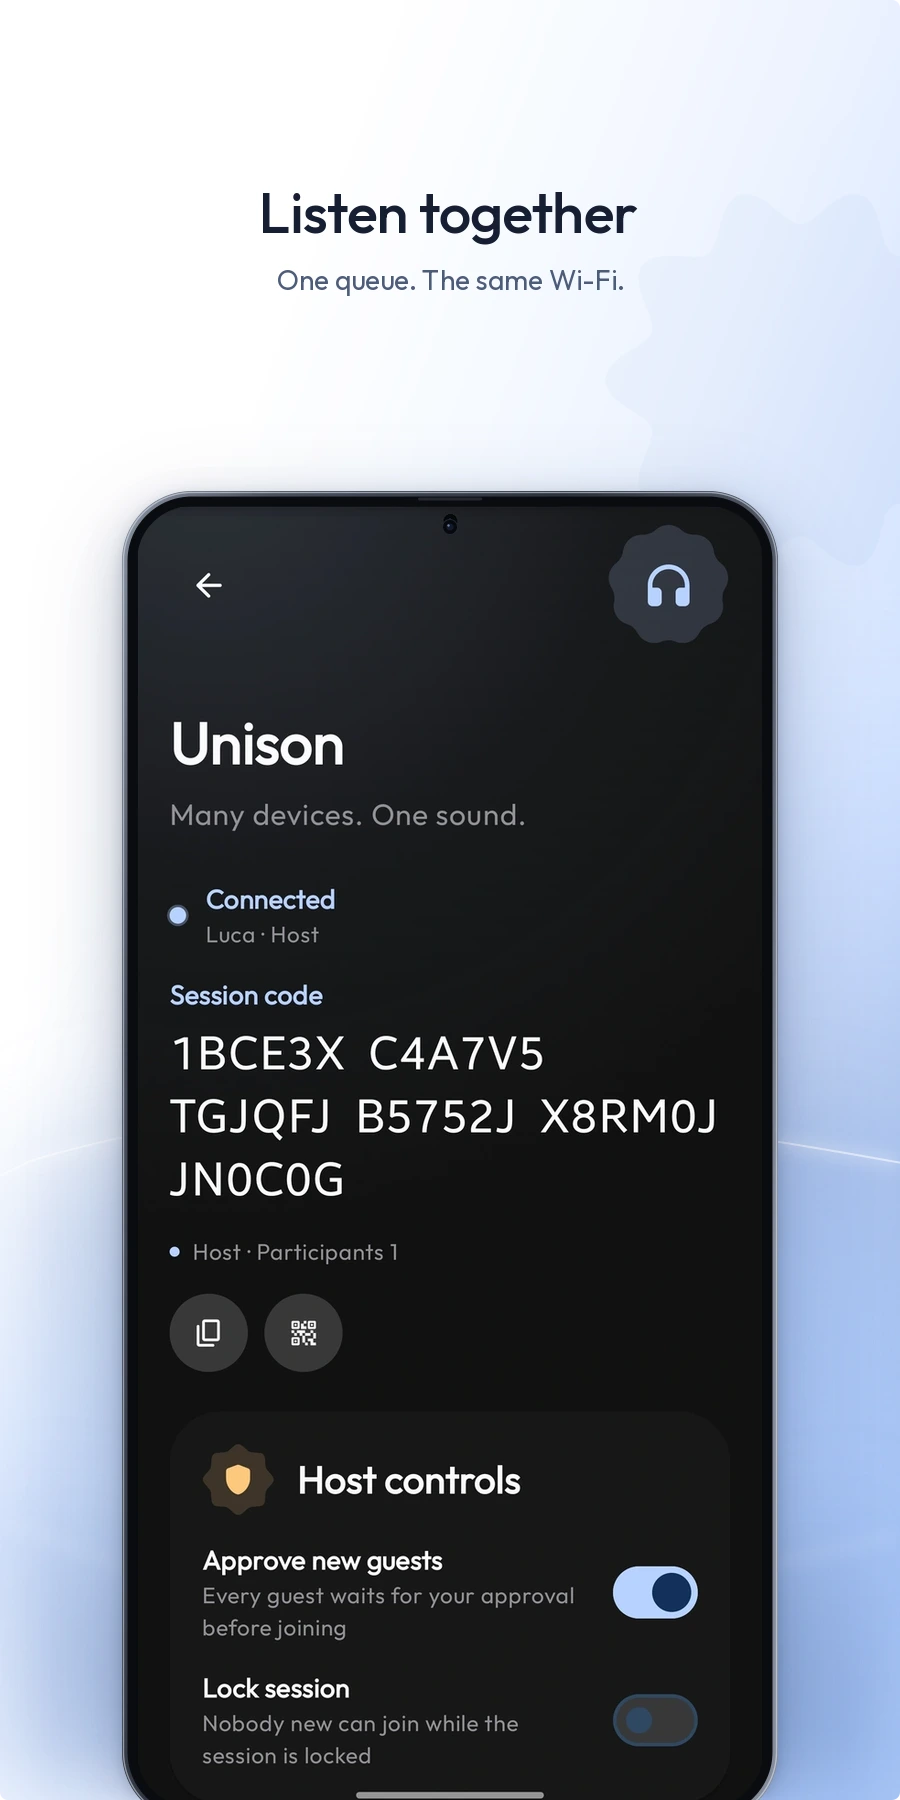 Listen together
One queue. The same Wi-Fi.
Unison
Many devices. One sound.
Connected
Luca · Host
Session code
1BCE3X C4A7V5
TGJQFJ B5752J X8RM0J
JN0C0G
Host · Participants 1
Host controls
Approve new guests
Every guest waits for your approval
before joining
Lock session
Nobody new can join while the
session is locked